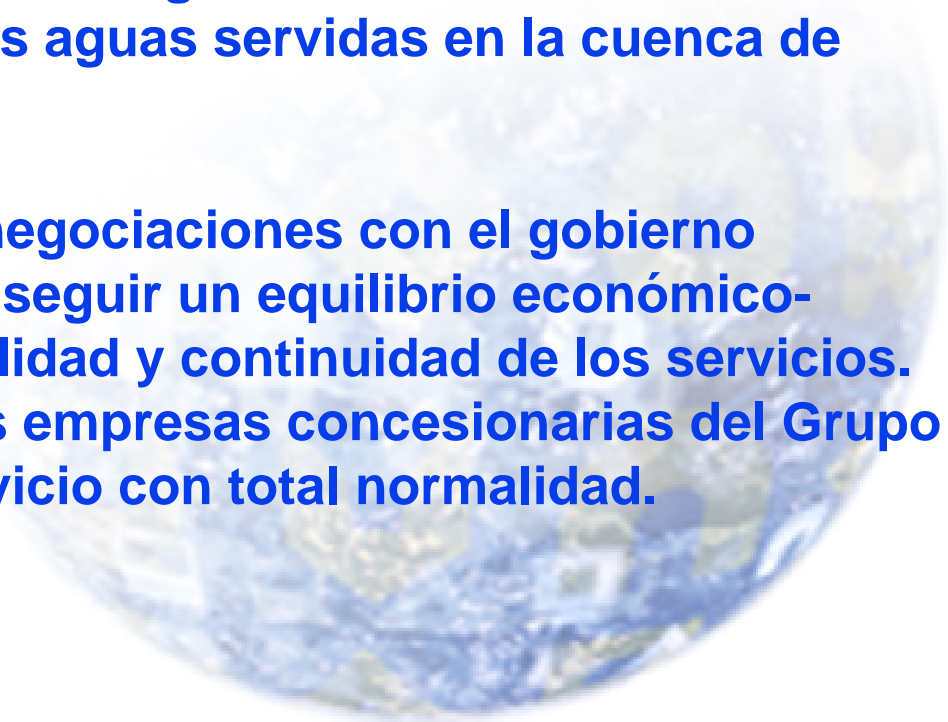 s aguas servidas en la cuenca de
negociaciones con el gobierno
seguir un equilibrio económico-
lidad y continuidad de los servicios.
s empresas concesionarias del Grupo
vicio con total normalidad.